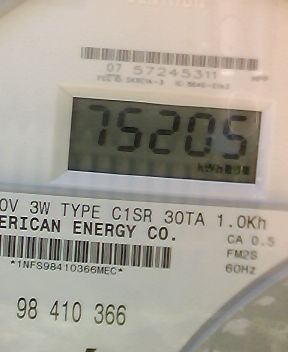 07 57245311
75205
0V 3W TYPE C1SR 30TA 1.0Kh
ERICAN ENERGY CO. CA 0.5
FM2S
*1NFS98410366MEC* 60Hz
98 410 366